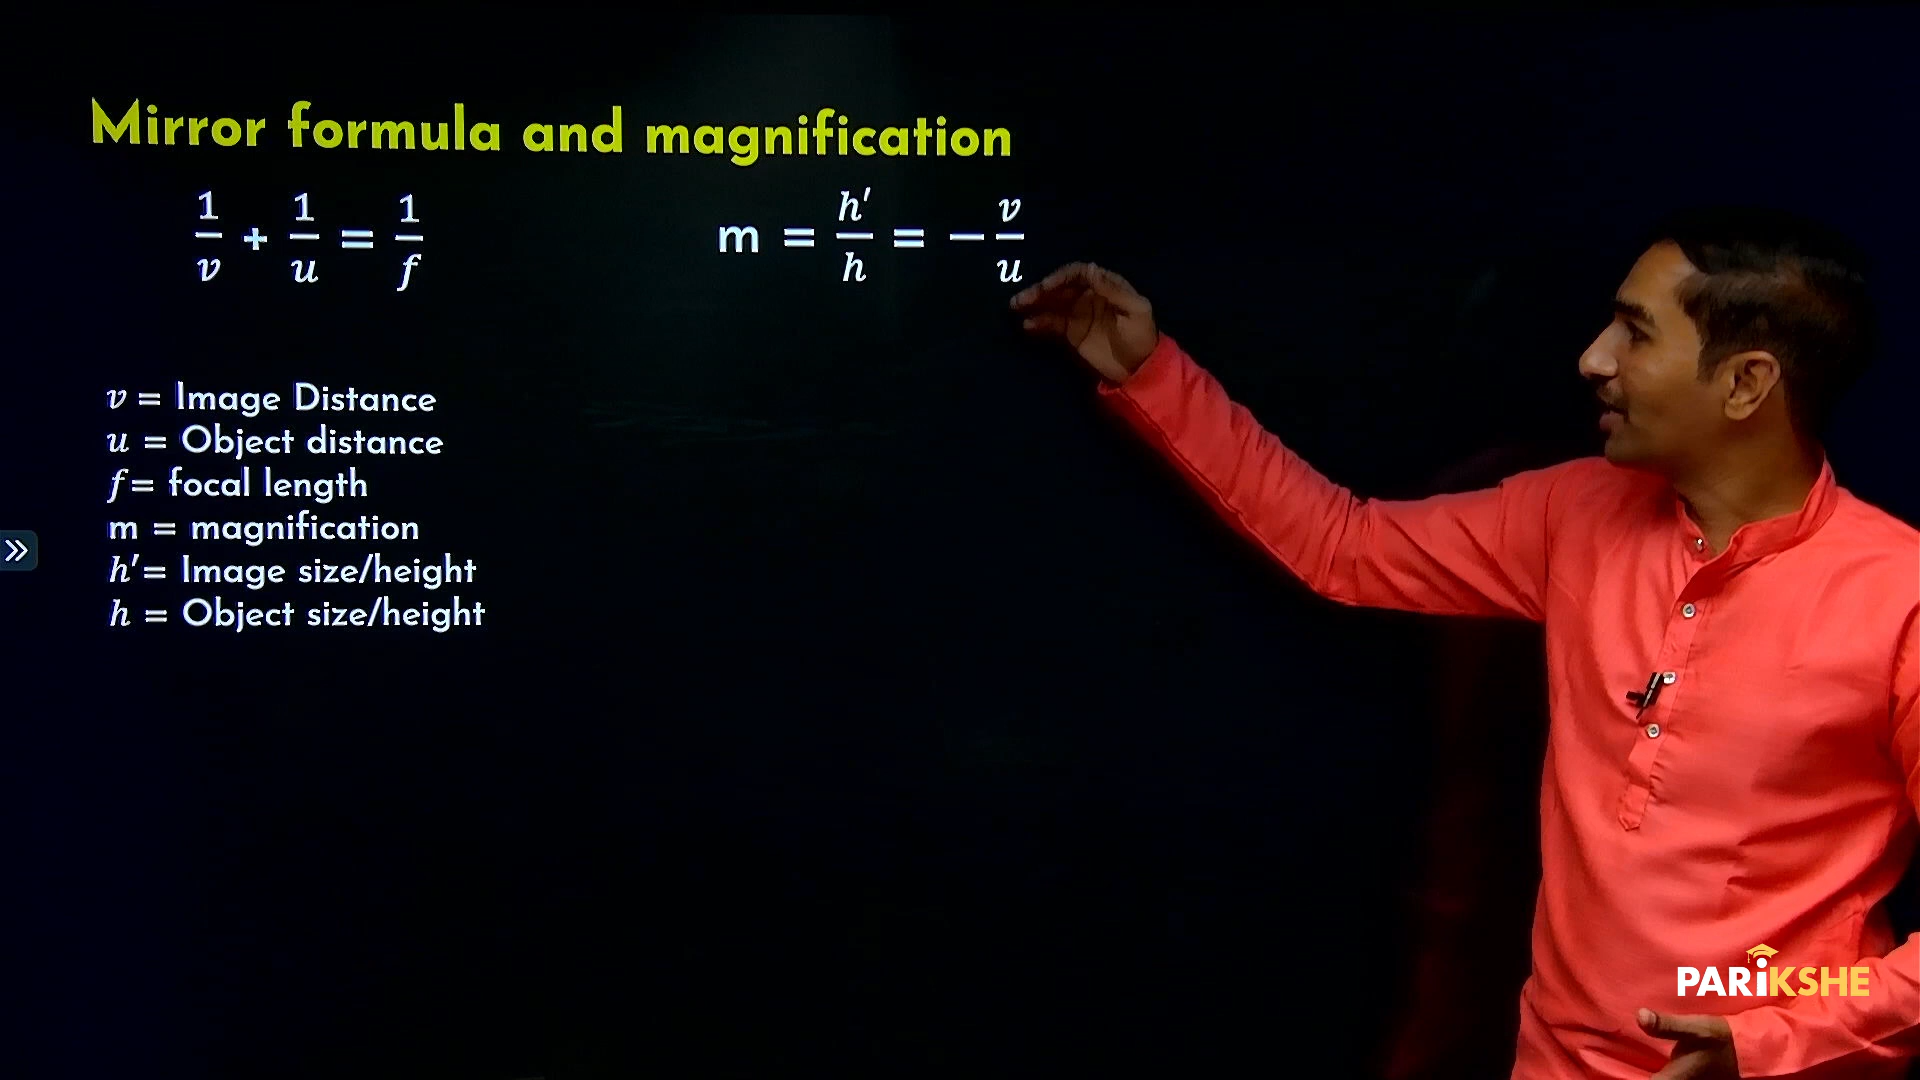 Mirror formula and magnification
1/v + 1/u = 1/f
m = h′/h = −v/u
v = Image Distance
u = Object distance
f= focal length
m = magnification
h′= Image size/height
h = Object size/height
PARiKSHE